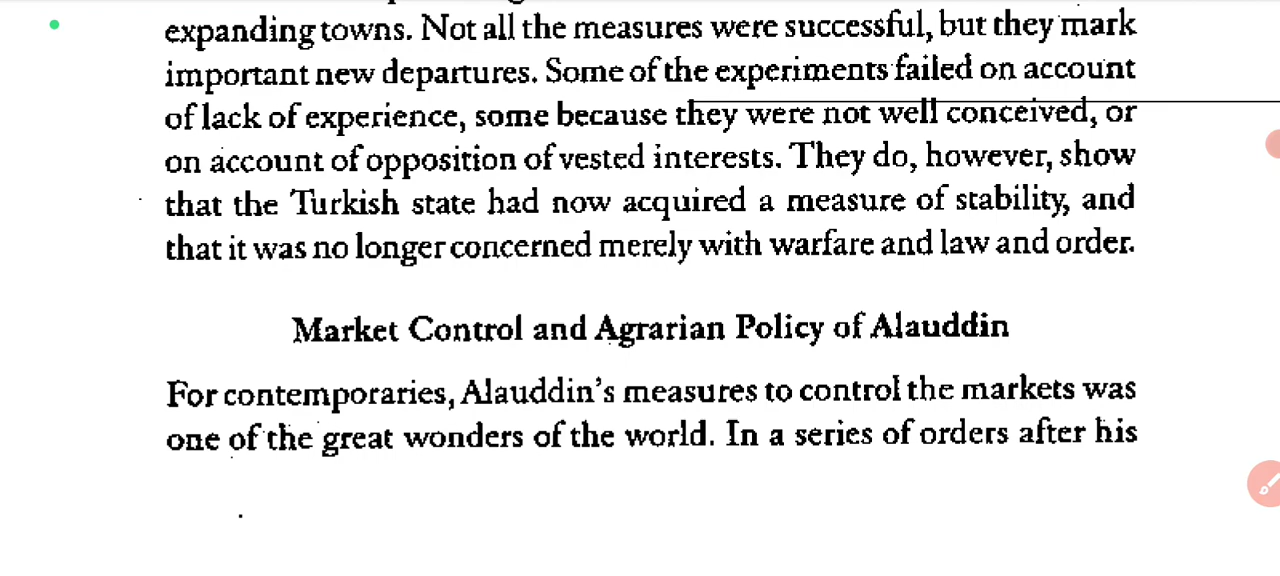 expanding towns. Not all the measures were successful, but they mark
important new departures. Some of the experiments failed on account
of lack of experience, some because they were not well conceived, or
on account of opposition of vested interests. They do, however, show
that the Turkish state had now acquired a measure of stability, and
that it was no longer concerned merely with warfare and law and order.
Market Control and Agrarian Policy of Alauddin
For contemporaries, Alauddin's measures to control the markets was
one of the great wonders of the world. In a series of orders after his